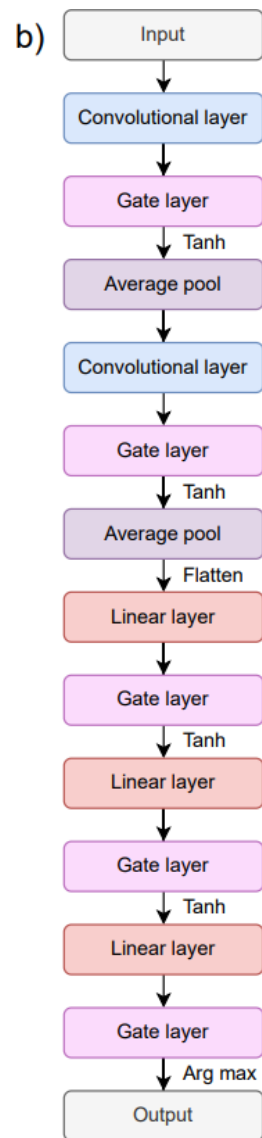 b)
Input
Convolutional layer
Gate layer
Tanh
Average pool
Convolutional layer
Gate layer
Tanh
Average pool
Flatten
Linear layer
Gate layer
Tanh
Linear layer
Gate layer
Tanh
Linear layer
Gate layer
Arg max
Output